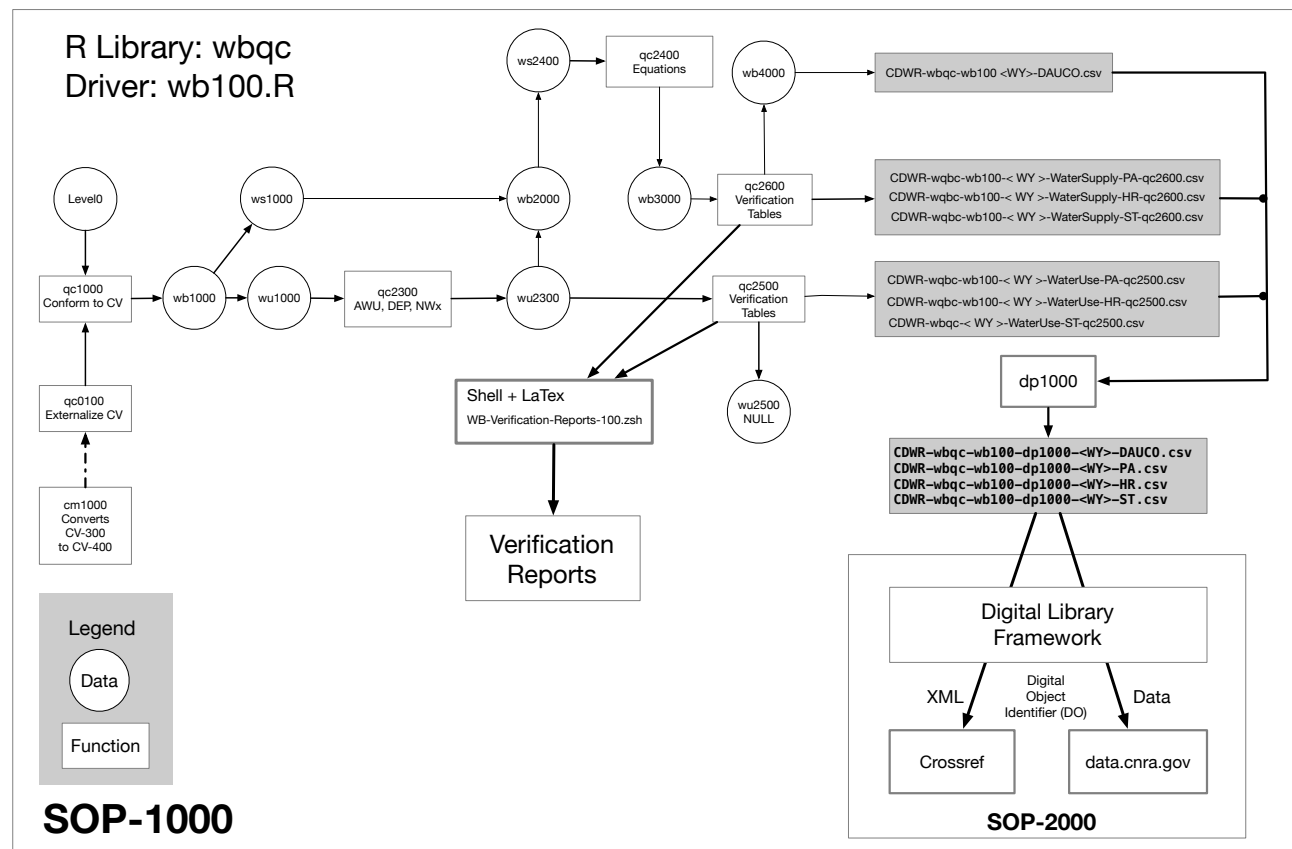 R Library: wbqc
Driver: wb100.R
ws2400
qc2400
Equations
wb4000
CDWR-wbqc-wb100 <WY>-DAUCO.csv
Level0
ws1000
wb2000
wb3000
qc2600
Verification
Tables
CDWR-wqbc-wb100-< WY >-WaterSupply-PA-qc2600.csv
CDWR-wqbc-wb100-< WY >-WaterSupply-HR-qc2600.csv
CDWR-wbqc-wb100-< WY >-WaterSupply-ST-qc2600.csv
qc1000
Conform to CV
wb1000
wu1000
qc2300
AWU, DEP, NWx
wu2300
qc2500
Verification
Tables
CDWR-wbqc-wb100-< WY >-WaterUse-PA-qc2500.csv
CDWR-wbqc-wb100-< WY >-WaterUse-HR-qc2500.csv
CDWR-wbqc-< WY >-WaterUse-ST-qc2500.csv
qc0100
Externalize CV
Shell + LaTex
WB-Verification-Reports-100.zsh
wu2500
NULL
dp1000
CDWR-wbqc-wb100-dp1000-<WY>-DAUCO.csv
CDWR-wbqc-wb100-dp1000-<WY>-PA.csv
CDWR-wbqc-wb100-dp1000-<WY>-HR.csv
CDWR-wbqc-wb100-dp1000-<WY>-ST.csv
cm1000
Converts
CV-300
to CV-400
Verification
Reports
Legend
Data
Function
Digital Library
Framework
XML
Digital
Object
Identifier (DO)
Data
Crossref
data.cnra.gov
SOP-1000
SOP-2000